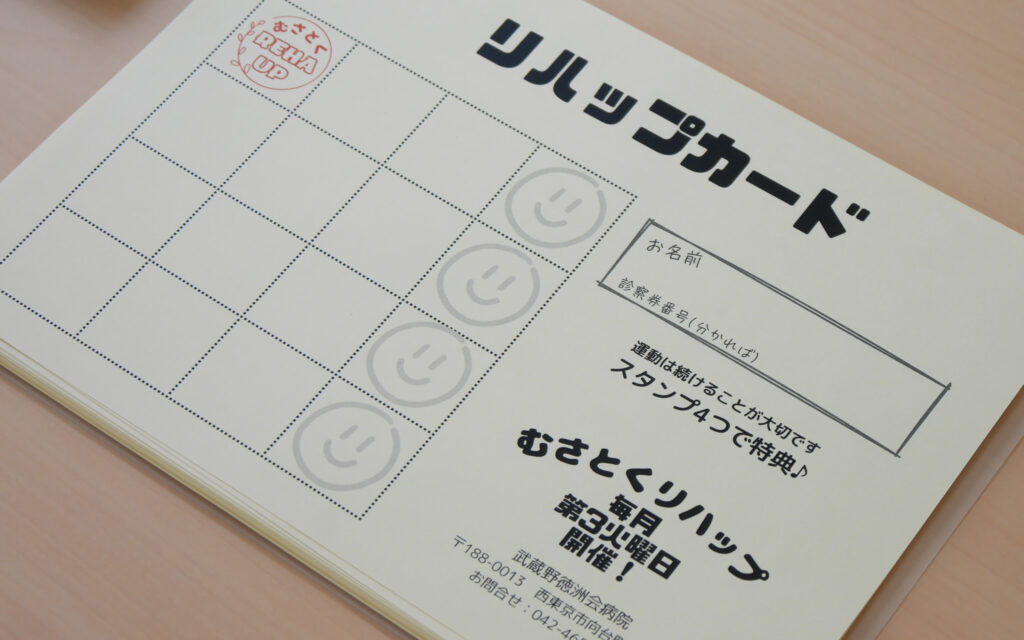 むさとく
REHA
UP
リハップカード
お名前
診察券番号(分かれば)
運動は続けることが大切です
スタンプ4つで特典♪
むさとくリハップ
毎月
第3火曜日
開催！
武蔵野徳洲会病院
〒188-0013 西東京市向台
お問合せ：042-46